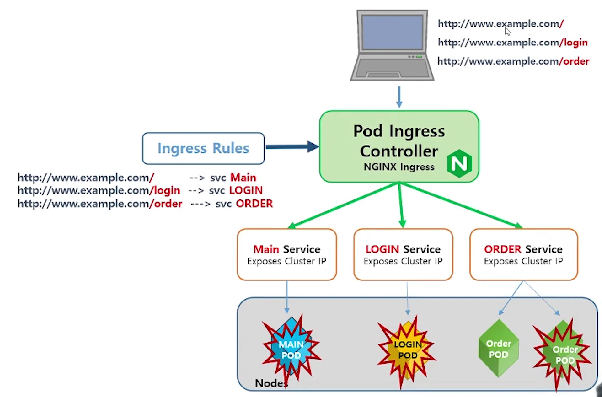 http://www.example.com/
http://www.example.com/login
http://www.example.com/order
Pod Ingress
Controller
NGINX Ingress
N
Ingress Rules
http://www.example.com/ --> svc Main
http://www.example.com/login --> svc LOGIN
http://www.example.com/order ---> svc ORDER
Main Service
Exposes Cluster IP
LOGIN Service
Exposes Cluster IP
ORDER Service
Exposes Cluster IP
MAIN
POD
LOGIN
POD
Order
POD
Order
POD
Nodes